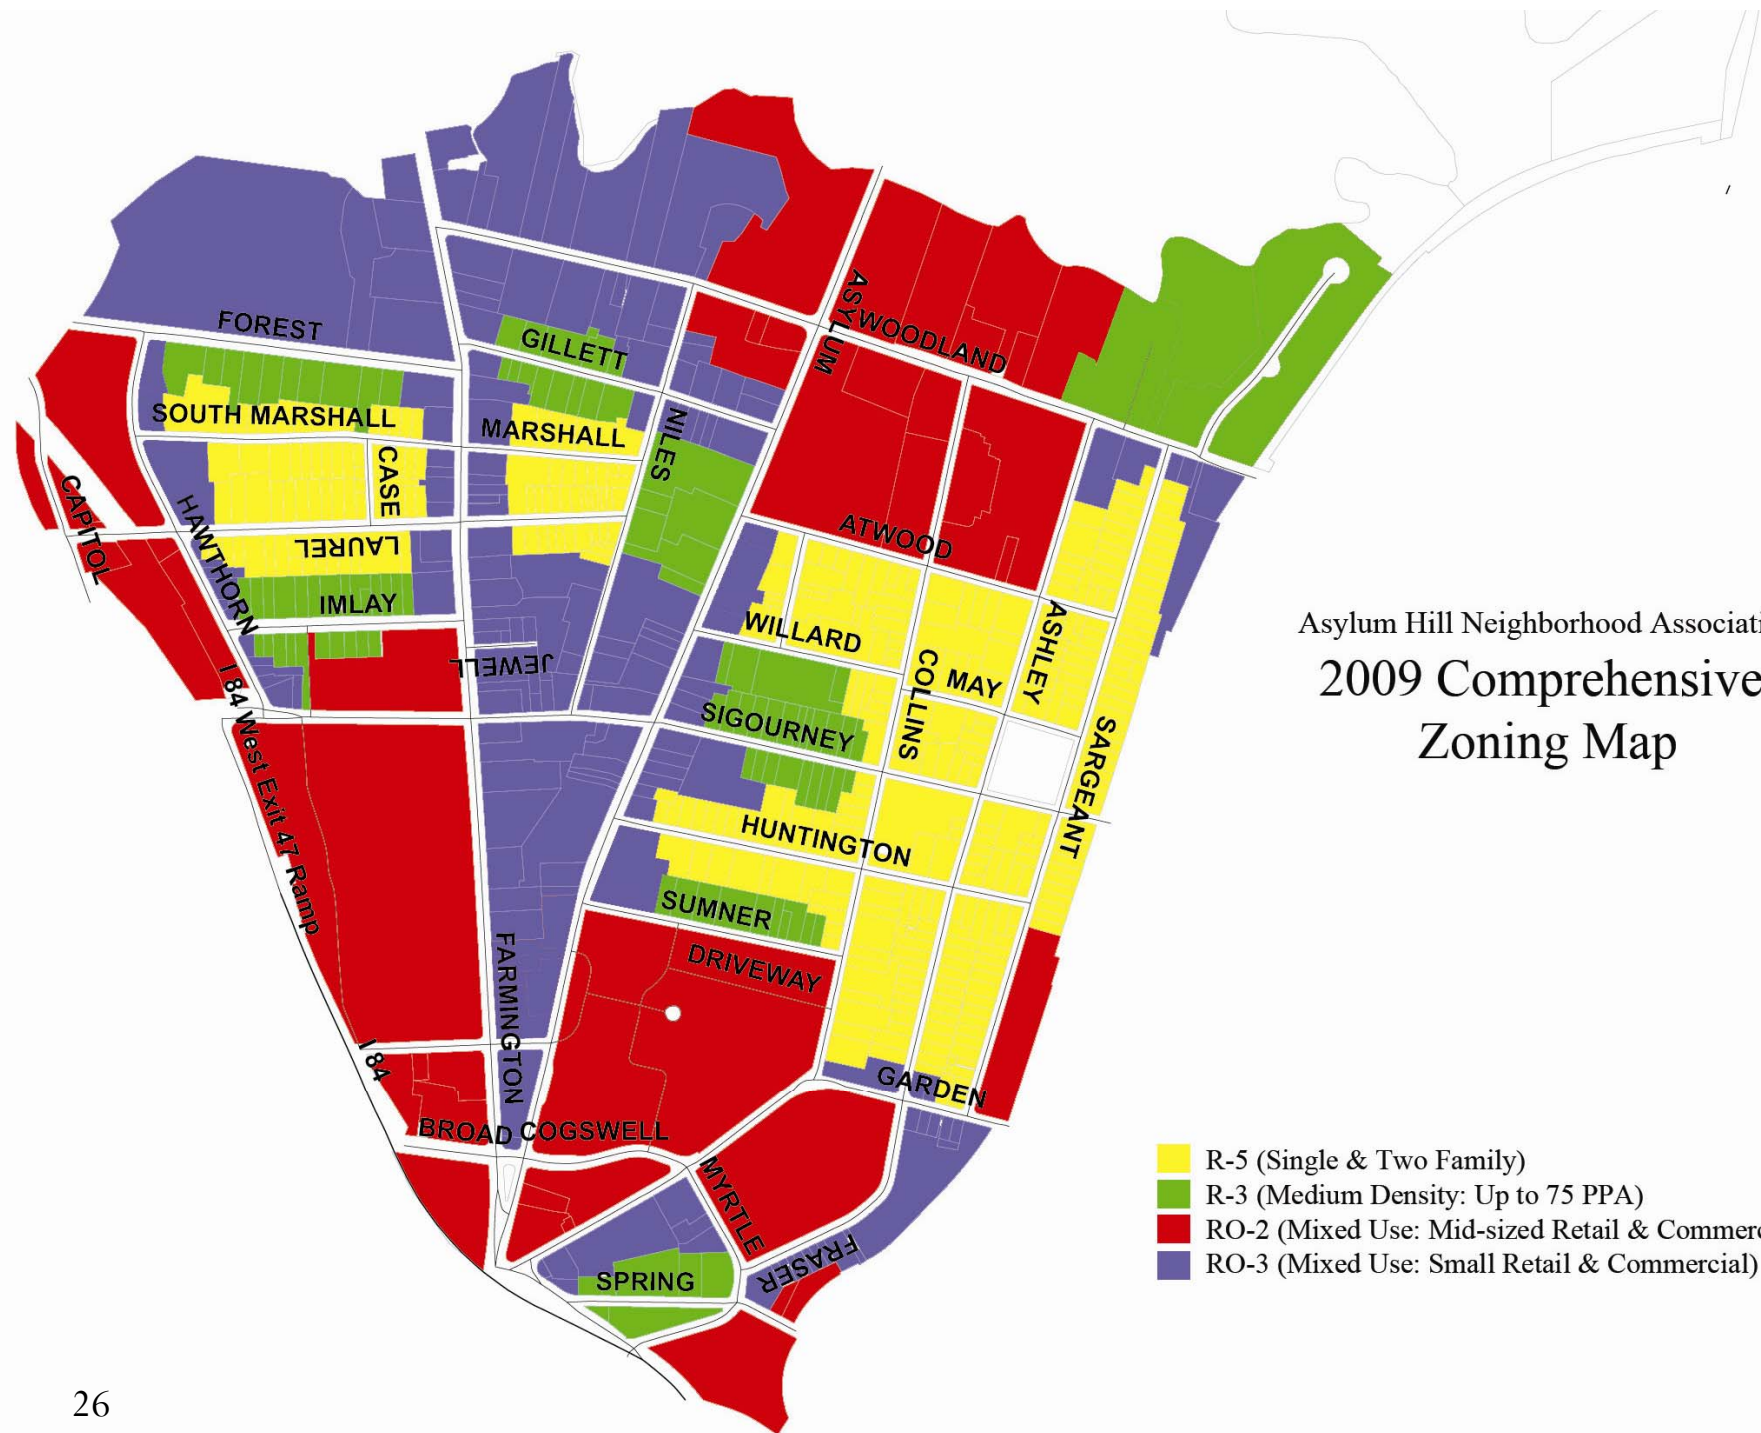 FOREST
GILLETT
ASYLUM
WOODLAND
SOUTH MARSHALL
MARSHALL
NILES
CASE
CAPITOL
HAWTHORN
LAUREL
ATWOOD
IMLAY
WILLARD
ASHLEY
COLLINS
MAY
JEWELL
I 84 West Exit 47 Ramp
SIGOURNEY
SARGEANT
HUNTINGTON
SUMNER
DRIVEWAY
FARMINGTON
I 84
GARDEN
BROAD
COGSWELL
MYRTLE
FRASER
SPRING
Asylum Hill Neighborhood Associati
2009 Comprehensive
Zoning Map
R-5 (Single & Two Family)
R-3 (Medium Density: Up to 75 PPA)
RO-2 (Mixed Use: Mid-sized Retail & Commer
RO-3 (Mixed Use: Small Retail & Commercial)
26